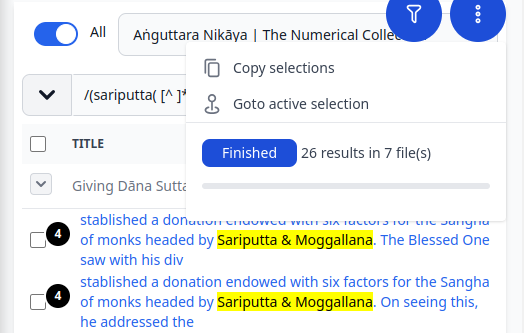 All
Aṅguttara Nikāya | The Numerical Collec
Copy selections
/(sariputta( [^ ]*
Goto active selection
TITLE
Finished 26 results in 7 file(s)
Giving Dāna Sutta
stablished a donation endowed with six factors for the Sangha
4 of monks headed by Sariputta & Moggallana. The Blessed One
saw with his div
stablished a donation endowed with six factors for the Sangha
4 of monks headed by Sariputta & Moggallana. On seeing this,
he addressed the